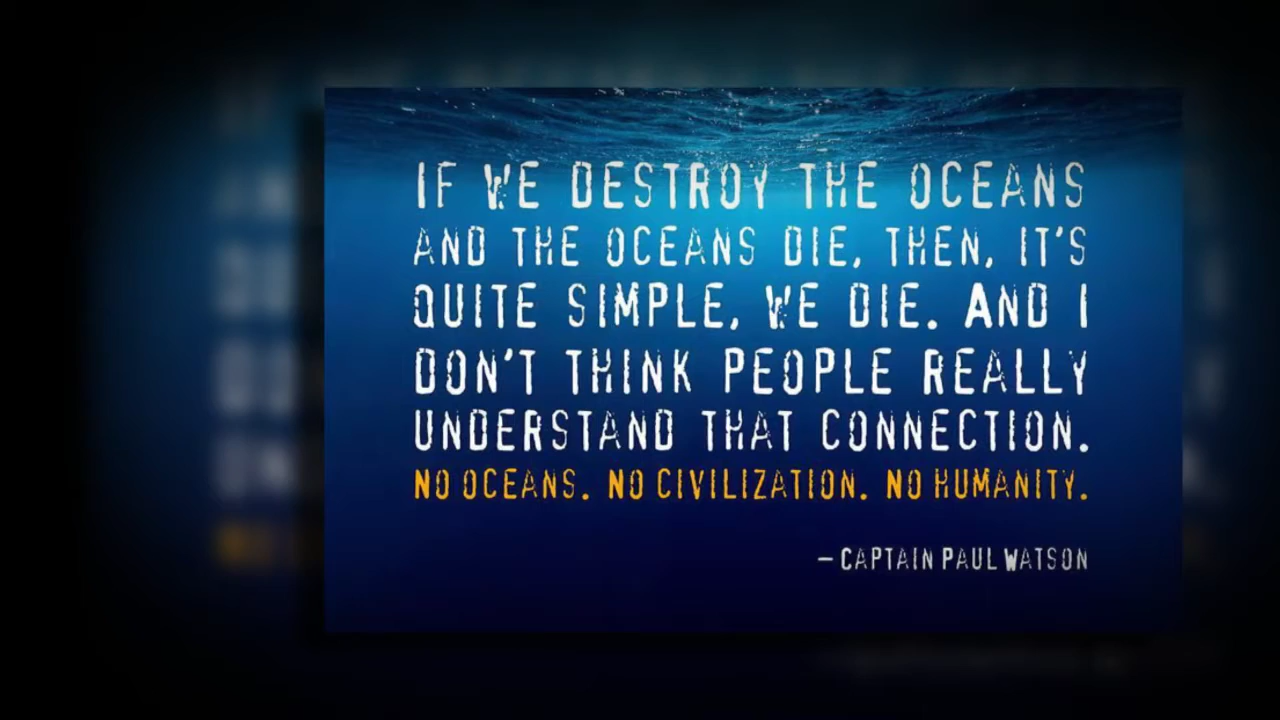 IF WE DESTROY THE OCEANS
AND THE OCEANS DIE, THEN, IT'S
QUITE SIMPLE, WE DIE. AND I
DON'T THINK PEOPLE REALLY
UNDERSTAND THAT CONNECTION.
NO OCEANS. NO CIVILIZATION. NO HUMANITY.
– CAPTAIN PAUL WATSON